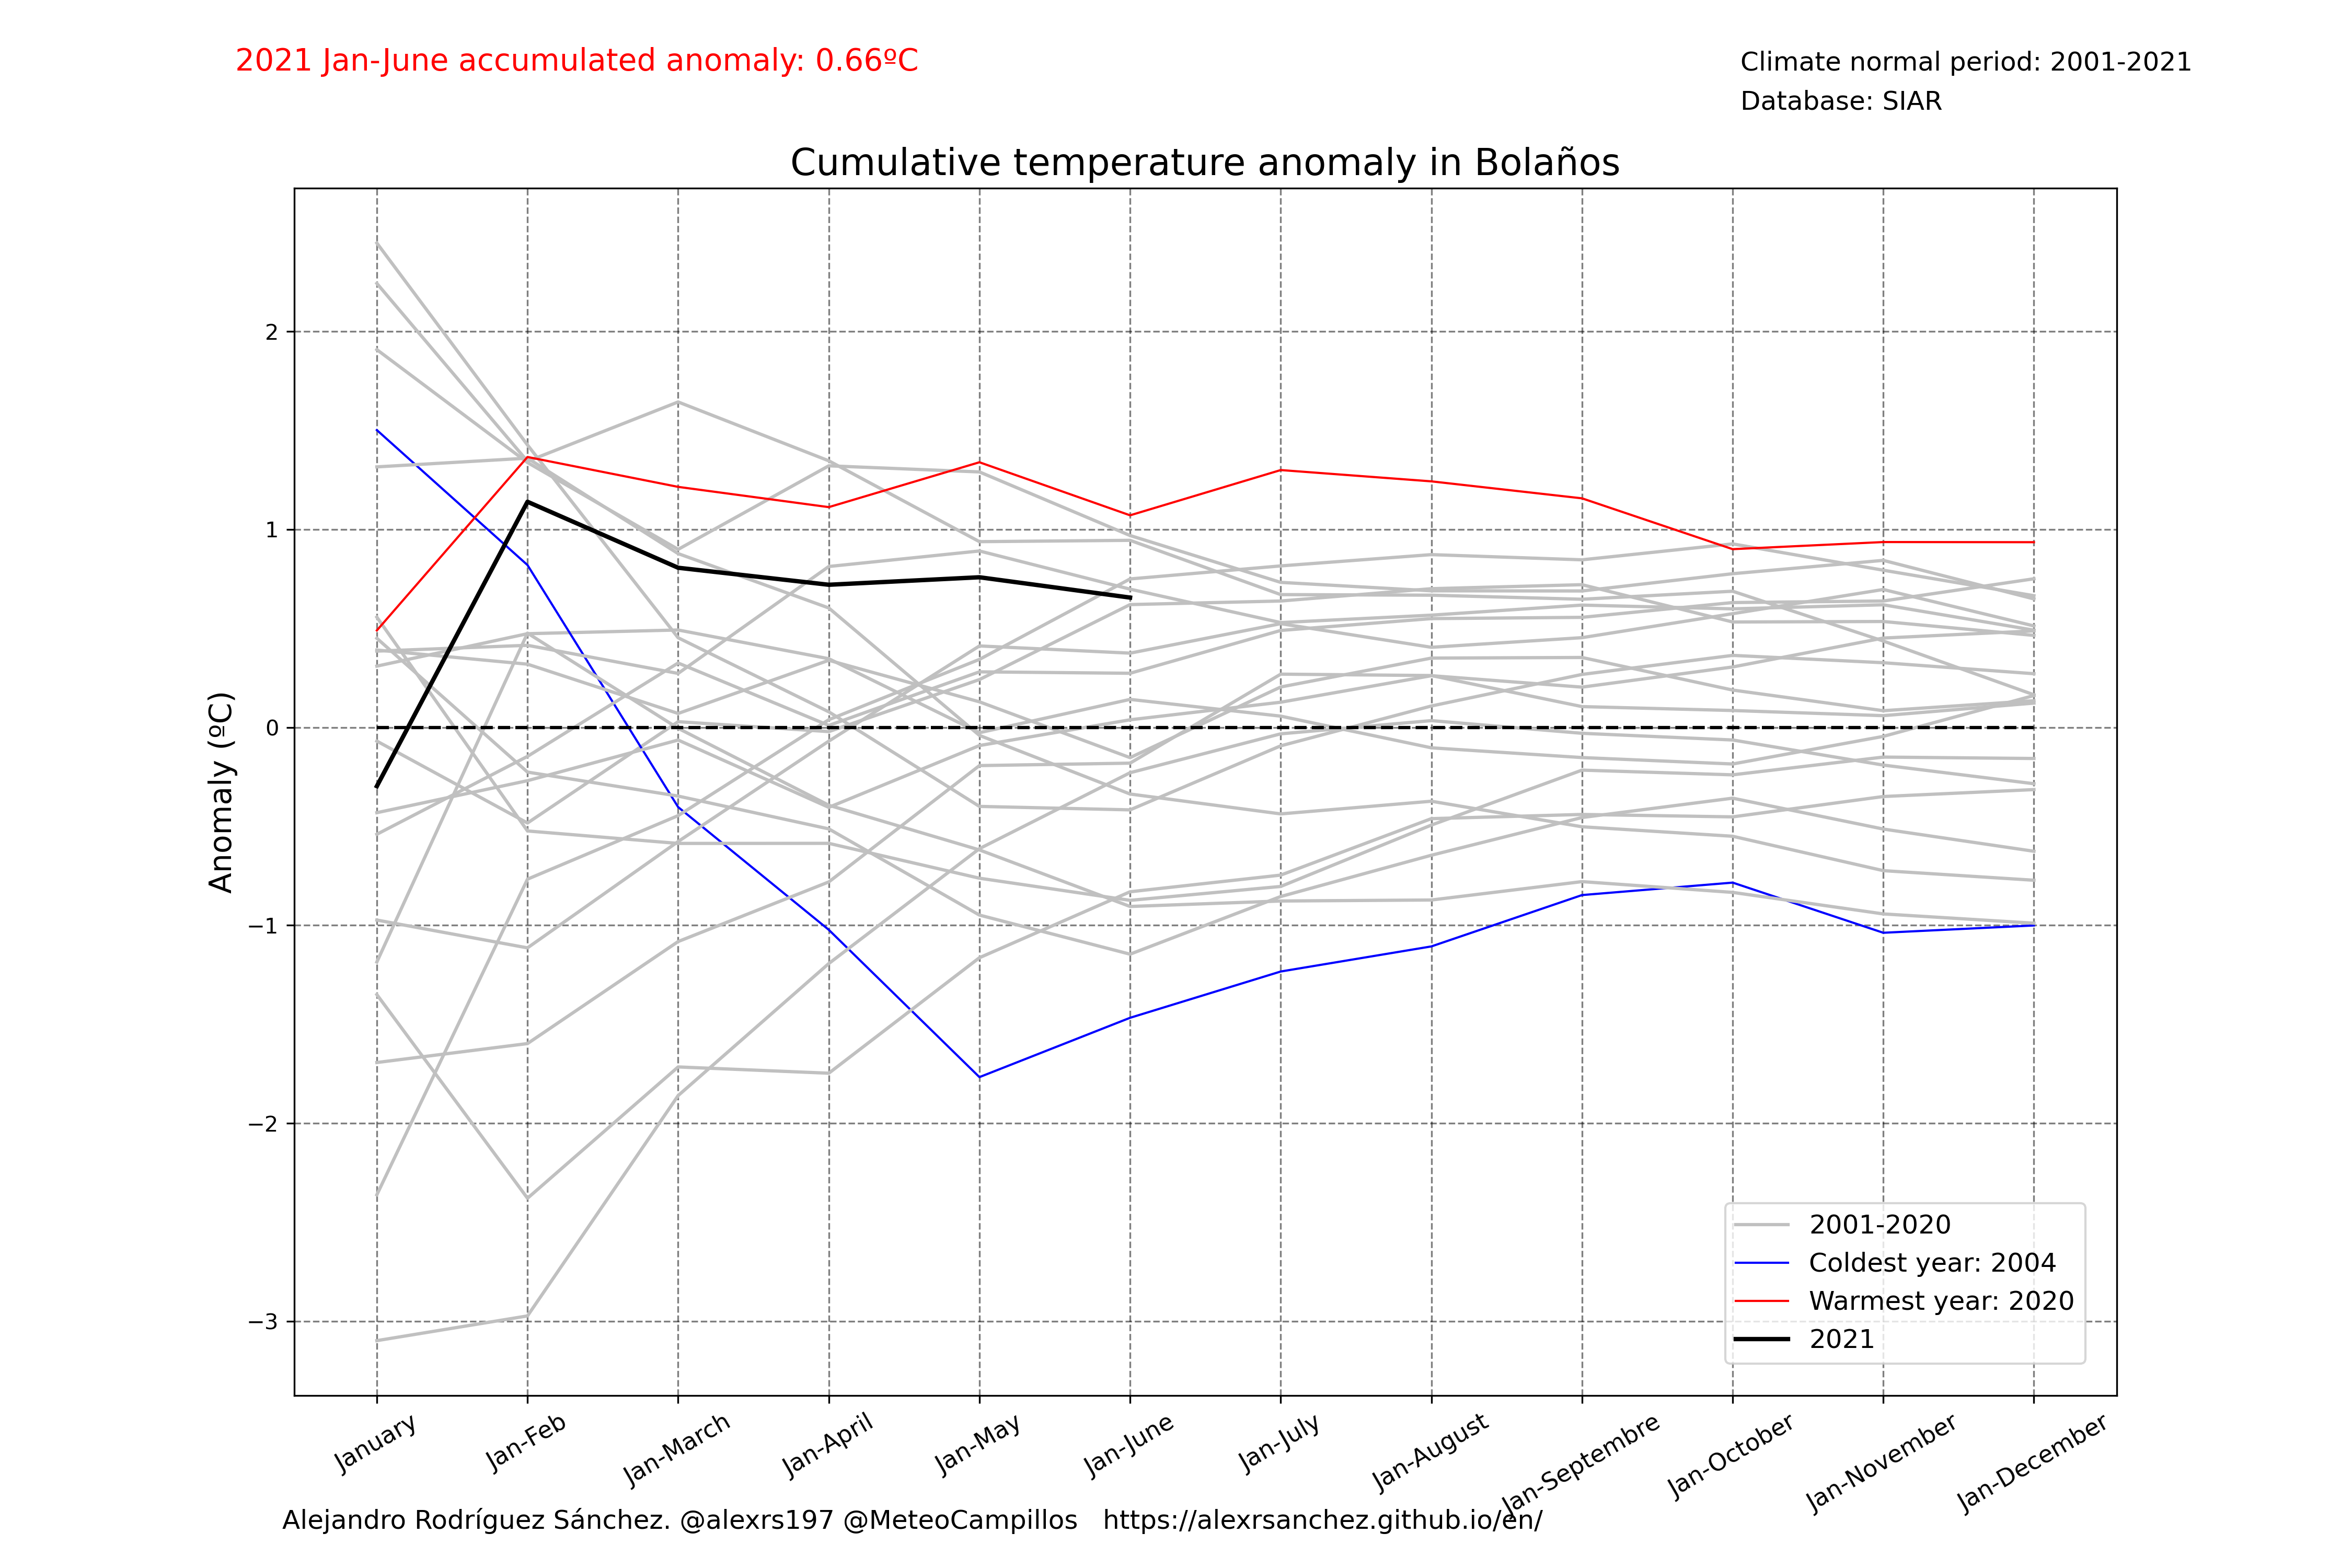 2021 Jan-June accumulated anomaly: 0.66ºC
Climate normal period: 2001-2021
Database: SIAR
Cumulative temperature anomaly in Bolaños
Anomaly (ºC)
2
1
0
−1
−2
−3
2001-2020
Coldest year: 2004
Warmest year: 2020
2021
January
Jan-Feb
Jan-March
Jan-April
Jan-May
Jan-June
Jan-July
Jan-August
Jan-Septembre
Jan-October
Jan-November
Jan-December
Alejandro Rodríguez Sánchez. @alexrs197 @MeteoCampillos https://alexrsanchez.github.io/en/